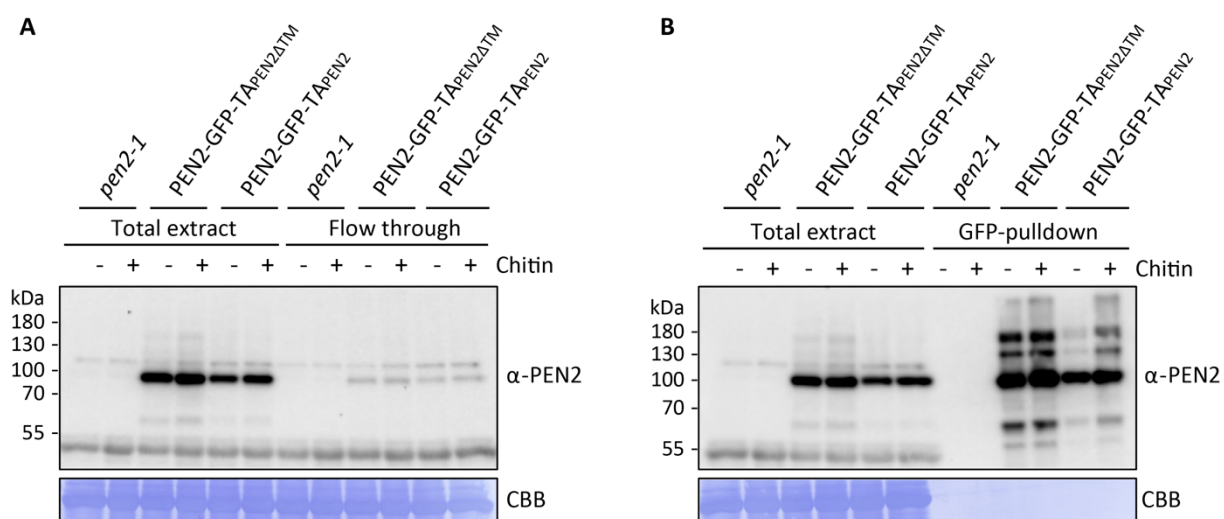 A
pen2-1
PEN2-GFP-TAPEN2ΔTM
PEN2-GFP-TAPEN2
pen2-1
PEN2-GFP-TAPEN2ΔTM
PEN2-GFP-TAPEN2
Total extract
Flow through
- + - + - + - + - + - + Chitin
kDa
180 -
130 -
100 -
70 -
55 -
α-PEN2
CBB
B
pen2-1
PEN2-GFP-TAPEN2ΔTM
PEN2-GFP-TAPEN2
pen2-1
PEN2-GFP-TAPEN2ΔTM
PEN2-GFP-TAPEN2
Total extract
GFP-pulldown
- + - + - + - + - + - + Chitin
kDa
180 -
130 -
100 -
70 -
55 -
α-PEN2
CBB